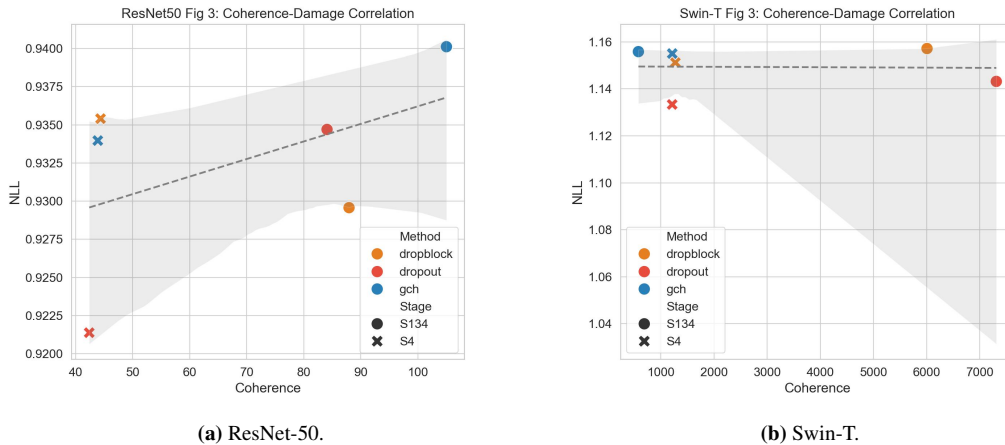 ResNet50 Fig 3: Coherence-Damage Correlation
0.9400
0.9375
0.9350
0.9325
0.9300
0.9275
0.9250
0.9225
0.9200
NLL
40 50 60 70 80 90 100
Coherence
Method
dropblock
dropout
gch
Stage
S134
S4
(a) ResNet-50.
Swin-T Fig 3: Coherence-Damage Correlation
1.16
1.14
1.12
1.10
1.08
1.06
1.04
NLL
1000 2000 3000 4000 5000 6000 7000
Coherence
Method
dropblock
dropout
gch
Stage
S134
S4
(b) Swin-T.